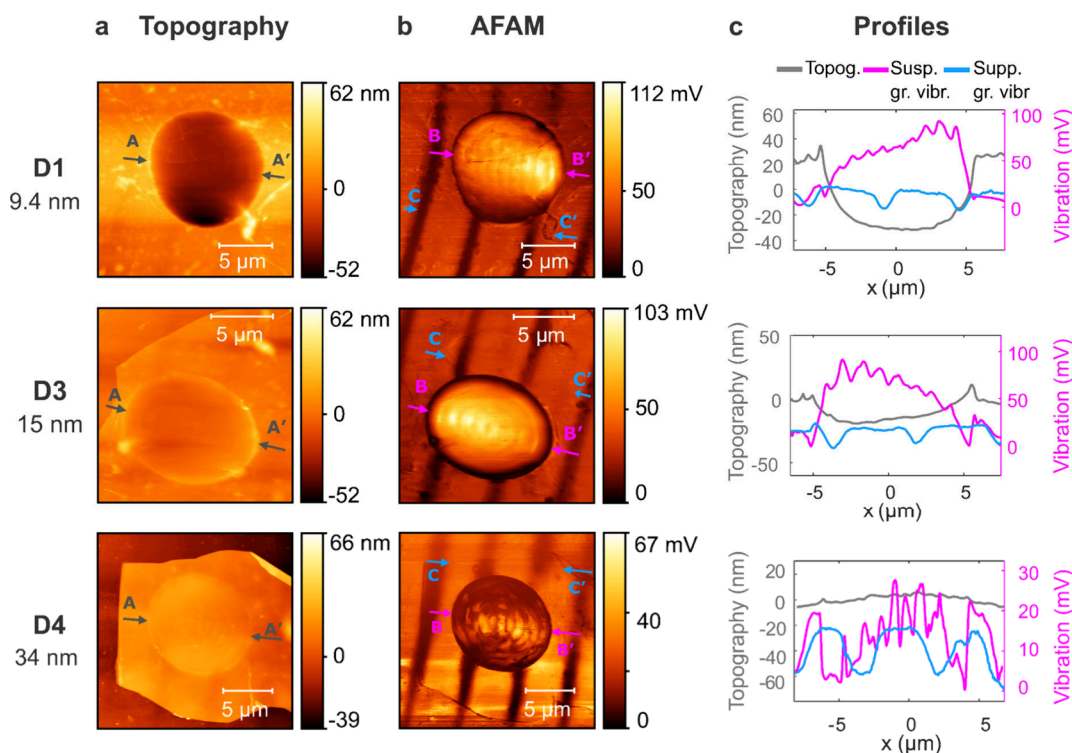 a Topography b AFAM c Profiles
Topog. Susp. gr. vibr. Supp. gr. vibr
D1
9.4 nm
A
A'
5 µm
62 nm
0
-52
B
B'
C
C'
5 µm
112 mV
50
0
Topography (nm)
60
40
20
0
-20
-40
-5 0 5
x (µm)
100
50
0
Vibration (mV)
D3
15 nm
5 µm
A
A'
62 nm
0
-52
5 µm
C
C'
B
B'
103 mV
50
0
Topography (nm)
50
0
-50
-5 0 5
x (µm)
100
50
0
Vibration (mV)
D4
34 nm
A
A'
5 µm
66 nm
0
-39
C
C'
B
B'
5 µm
67 mV
40
0
Topography (nm)
20
0
-20
-40
-60
-5 0 5
x (µm)
30
20
10
0
Vibration (mV)